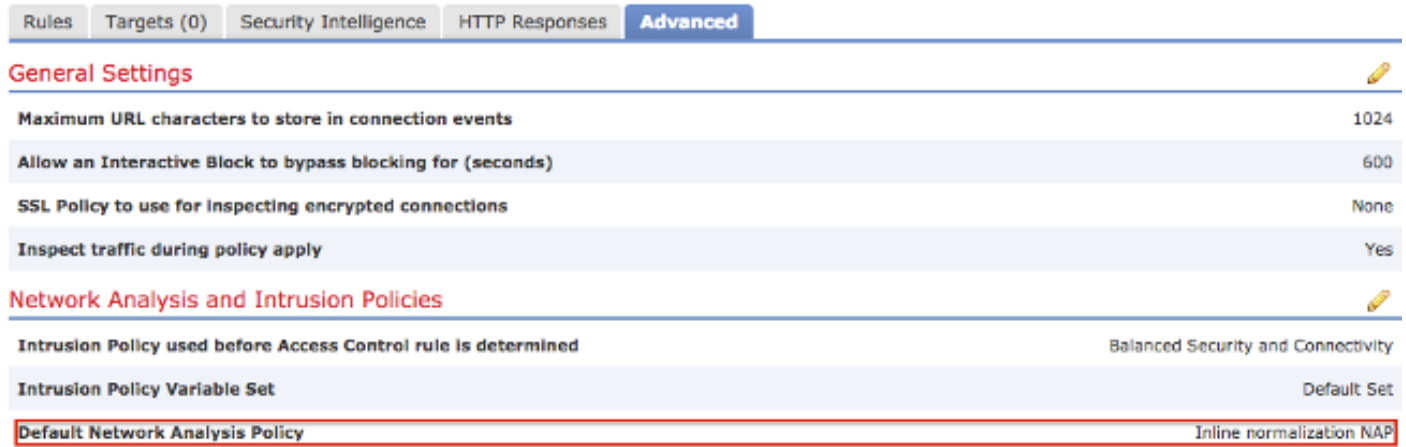 Rules Targets (0) Security Intelligence HTTP Responses Advanced
General Settings
Maximum URL characters to store in connection events 1024
Allow an Interactive Block to bypass blocking for (seconds) 600
SSL Policy to use for inspecting encrypted connections None
Inspect traffic during policy apply Yes
Network Analysis and Intrusion Policies
Intrusion Policy used before Access Control rule is determined Balanced Security and Connectivity
Intrusion Policy Variable Set Default Set
Default Network Analysis Policy Inline normalization NAP